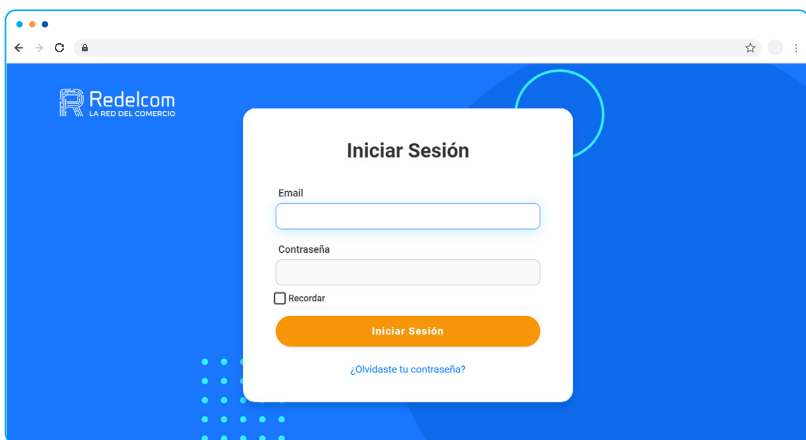 Redelcom
LA RED DEL COMERCIO
Iniciar Sesión
Email
Contraseña
Recordar
Iniciar Sesión
¿Olvidaste tu contraseña?